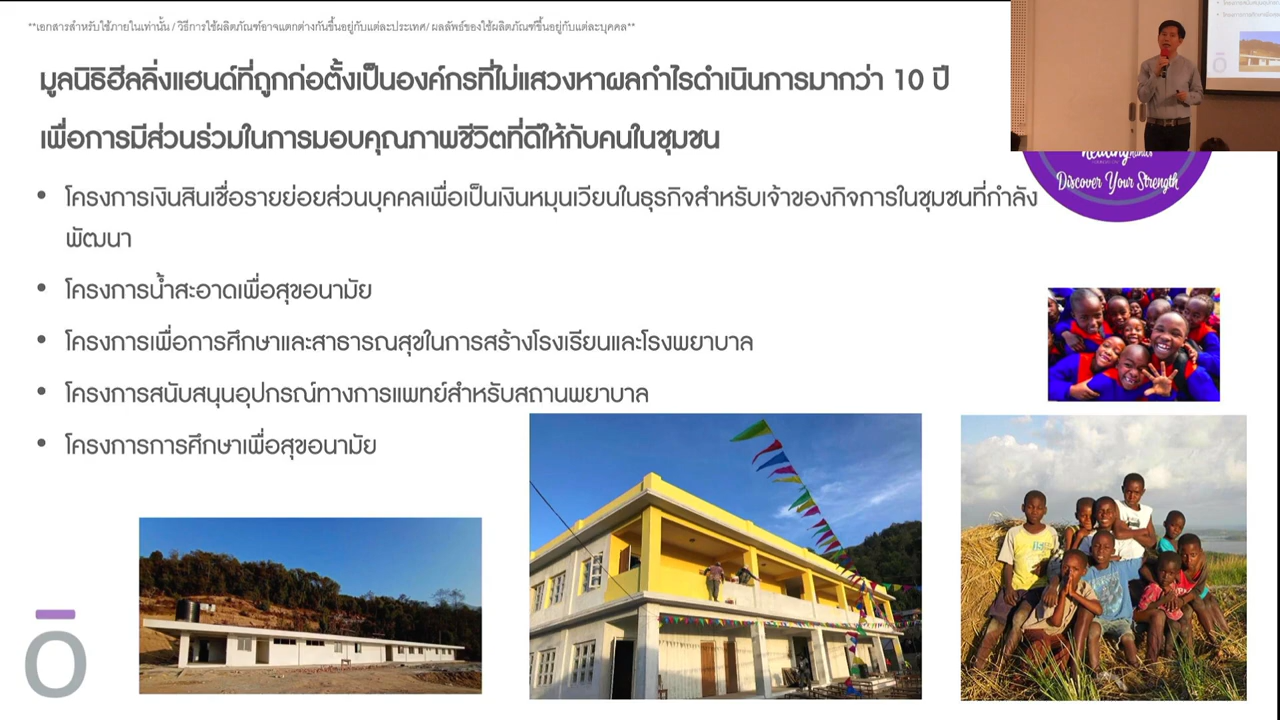 **เอกสารสำหรับใช้ภายในเท่านั้น / วิธีการใช้ผลิตภัณฑ์อาจแตกต่างกันขึ้นอยู่กับแต่ละประเทศ/ ผลลัพธ์ของใช้ผลิตภัณฑ์ขึ้นอยู่กับแต่ละบุคคล**
มูลนิธิฮีลลิ่งแฮนด์ที่ถูกก่อตั้งเป็นองค์กรที่ไม่แสวงหาผลกำไรดำเนินการมากว่า 10 ปี
เพื่อการมีส่วนร่วมในการมอบคุณภาพชีวิตที่ดีให้กับคนในชุมชน
healing hands
Discover Your Strength
• โครงการเงินสินเชื่อรายย่อยส่วนบุคคลเพื่อเป็นเงินหมุนเวียนในธุรกิจสำหรับเจ้าของกิจการในชุมชนที่กำลัง
พัฒนา
• โครงการน้ำสะอาดเพื่อสุขอนามัย
• โครงการเพื่อการศึกษาและสาธารณสุขในการสร้างโรงเรียนและโรงพยาบาล
• โครงการสนับสนุนอุปกรณ์ทางการแพทย์สำหรับสถานพยาบาล
• โครงการการศึกษาเพื่อสุขอนามัย